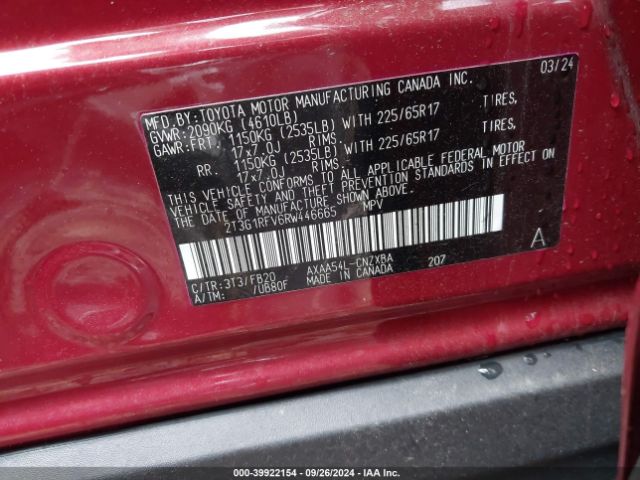 MFD.BY: TOYOTA MOTOR MANUFACTURING CANADA INC. 03/24
GVWR: 2090KG (4610LB)
GAWR: FRT. 1150KG (2535LB) WITH 225/65R17 TIRES,
17x7.0J RIMS
RR. 1150KG (2535LB) WITH 225/65R17 TIRES,
17x7.0J RIMS
THIS VEHICLE CONFORMS TO ALL APPLICABLE FEDERAL MOTOR
VEHICLE SAFETY AND THEFT PREVENTION STANDARDS IN EFFECT ON
THE DATE OF MANUFACTURE SHOWN ABOVE.
2T3G1RFV6RW446665 MPV
A
C/TR: 3T3/FB20 AXAA54L-CNZXBA 207
A/TM: /UB80F MADE IN CANADA
000-39922154 - 09/26/2024 - IAA Inc.